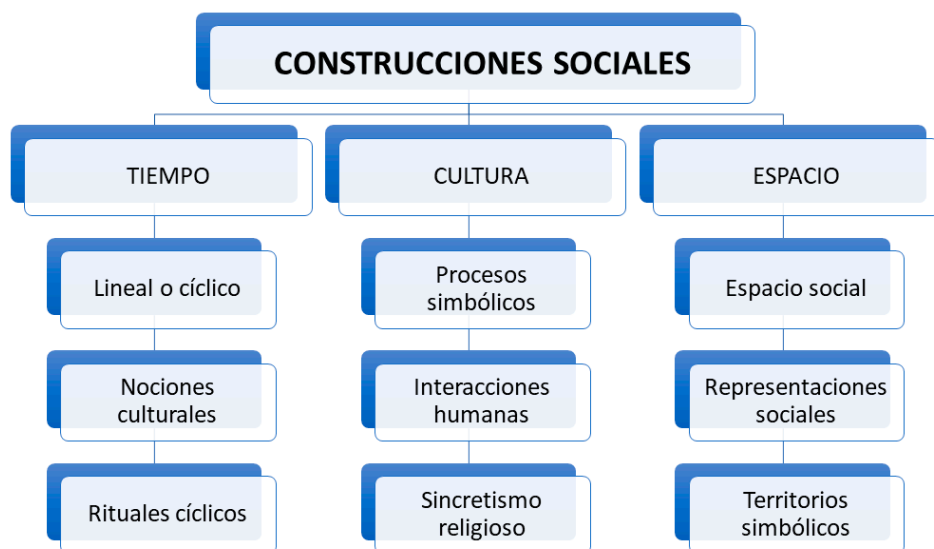 CONSTRUCCIONES SOCIALES
TIEMPO
CULTURA
ESPACIO
Lineal o cíclico
Procesos
simbólicos
Espacio social
Nociones
culturales
Interacciones
humanas
Representaciones
sociales
Rituales cíclicos
Sincretismo
religioso
Territorios
simbólicos